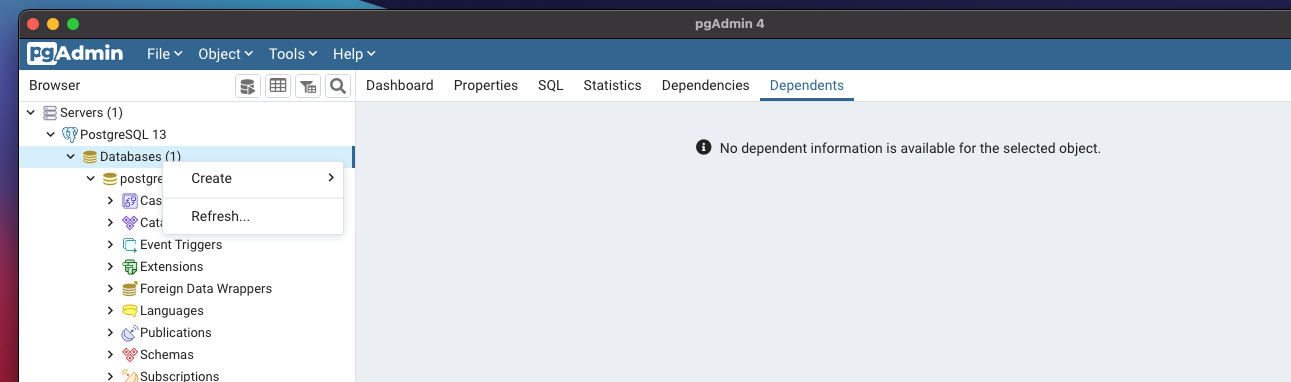 pgAdmin 4
pgAdmin File Object Tools Help
Browser
Dashboard Properties SQL Statistics Dependencies Dependents
Servers (1)
PostgreSQL 13
Databases (1)
postgre
Cas
Cata
Event Triggers
Extensions
Foreign Data Wrappers
Languages
Publications
Schemas
Subscriptions
Create
Refresh...
No dependent information is available for the selected object.